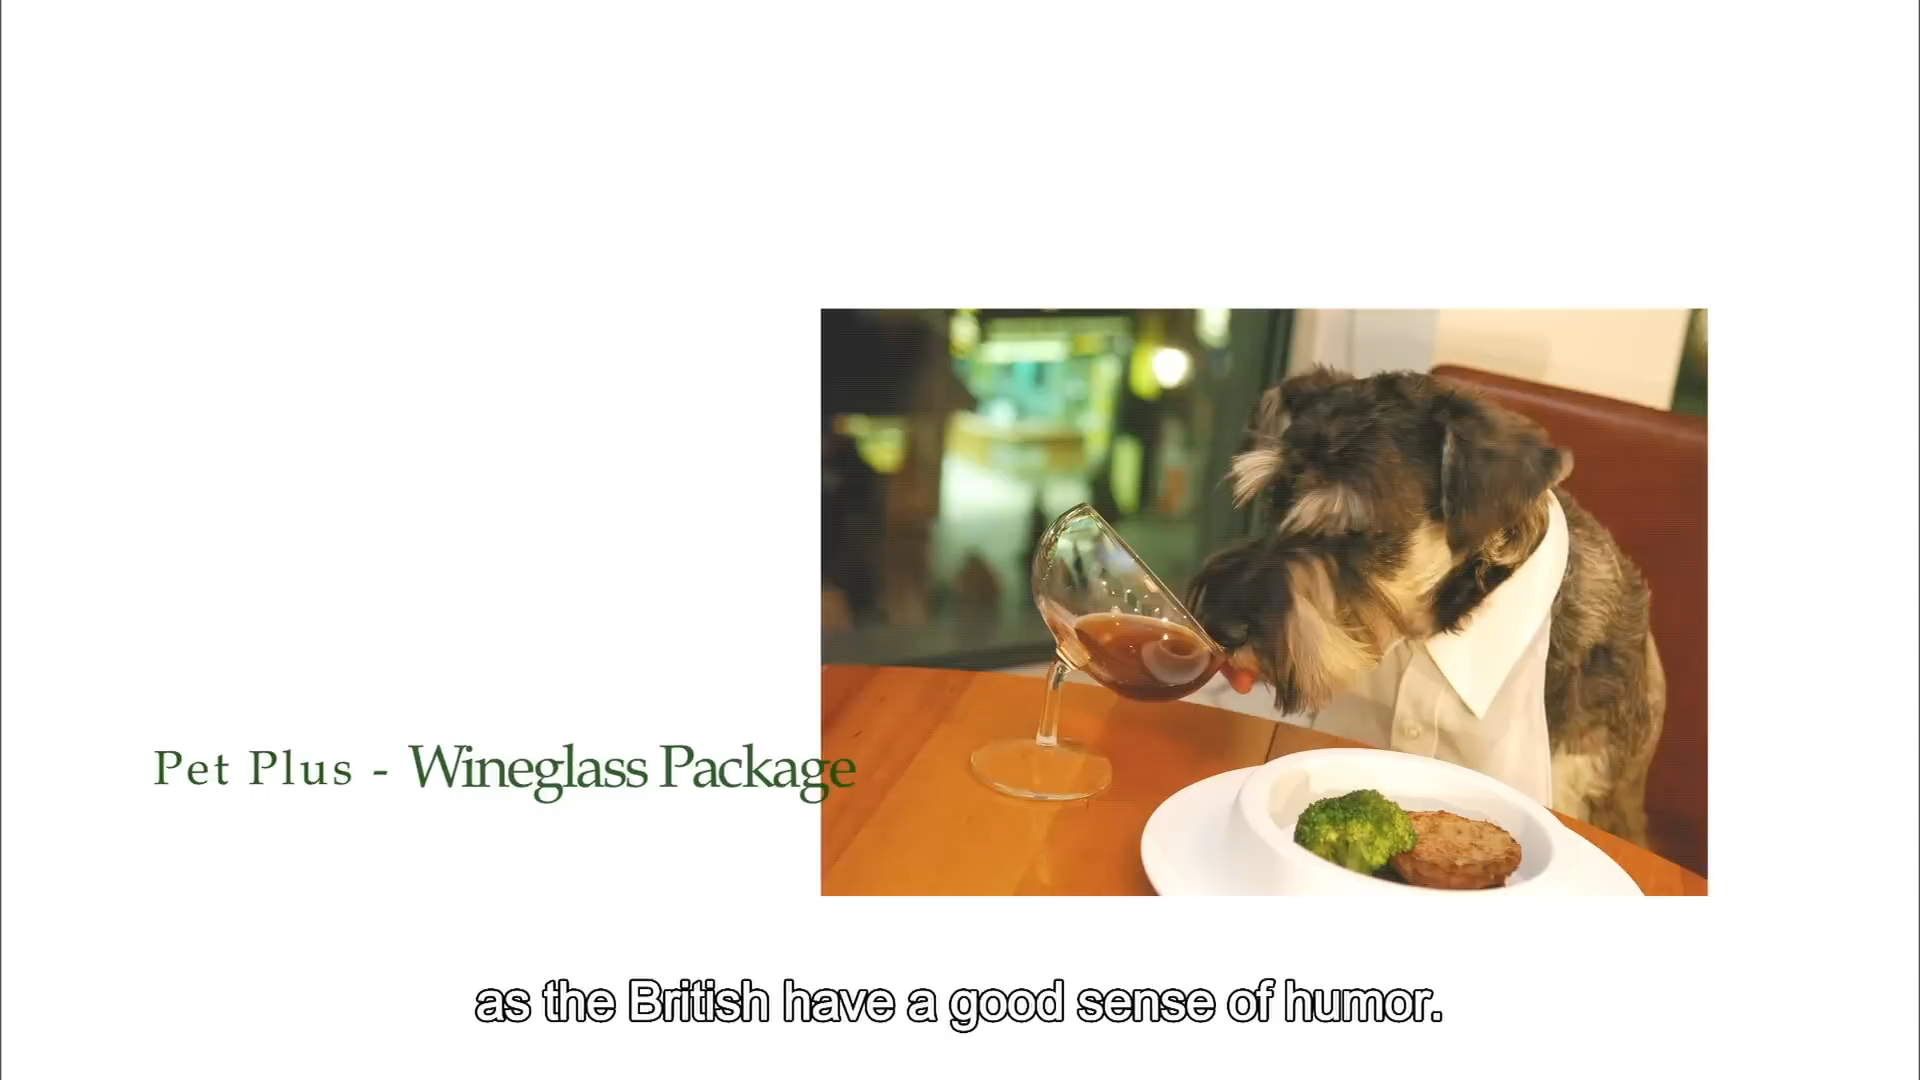 Pet Plus - Wineglass Package
as the British have a good sense of humor.